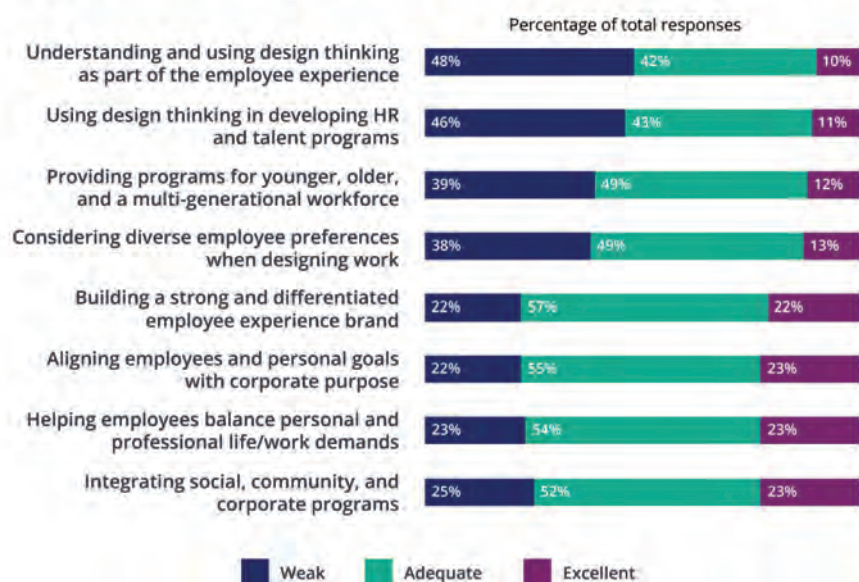 Percentage of total responses
Understanding and using design thinking
as part of the employee experience
48% 42% 10%
Using design thinking in developing HR
and talent programs
46% 43% 11%
Providing programs for younger, older,
and a multi-generational workforce
39% 49% 12%
Considering diverse employee preferences
when designing work
38% 49% 13%
Building a strong and differentiated
employee experience brand
22% 57% 22%
Aligning employees and personal goals
with corporate purpose
22% 55% 23%
Helping employees balance personal and
professional life/work demands
23% 54% 23%
Integrating social, community, and
corporate programs
25% 52% 23%
Weak Adequate Excellent